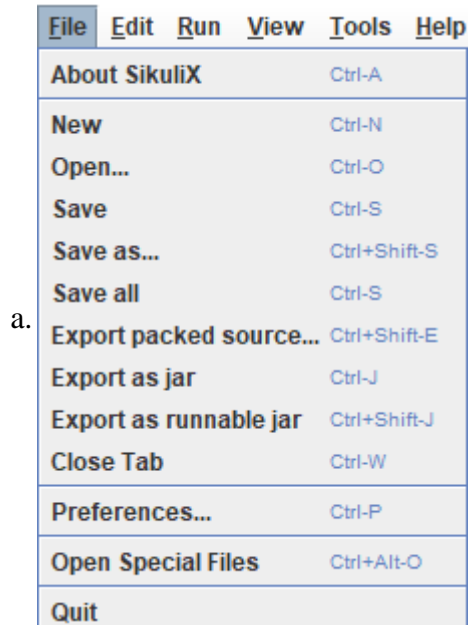 File Edit Run View Tools Help
About SikuliX Ctrl-A
New Ctrl-N
Open... Ctrl-O
Save Ctrl-S
Save as... Ctrl+Shift-S
Save all Ctrl-S
a.
Export packed source... Ctrl+Shift-E
Export as jar Ctrl-J
Export as runnable jar Ctrl+Shift-J
Close Tab Ctrl-W
Preferences... Ctrl-P
Open Special Files Ctrl+Alt-O
Quit